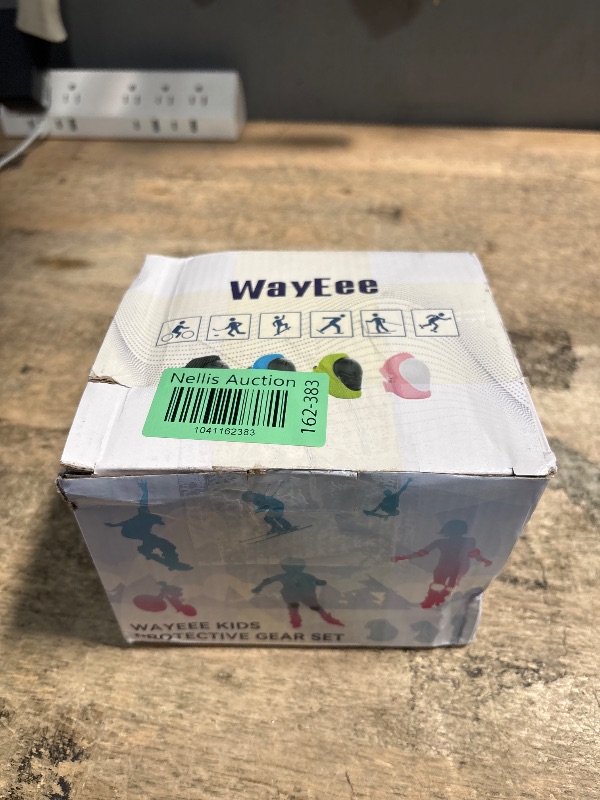 WayEee
Nellis Auction
1041162383
162-383
WAYEEE KIDS
PROTECTIVE GEAR SET